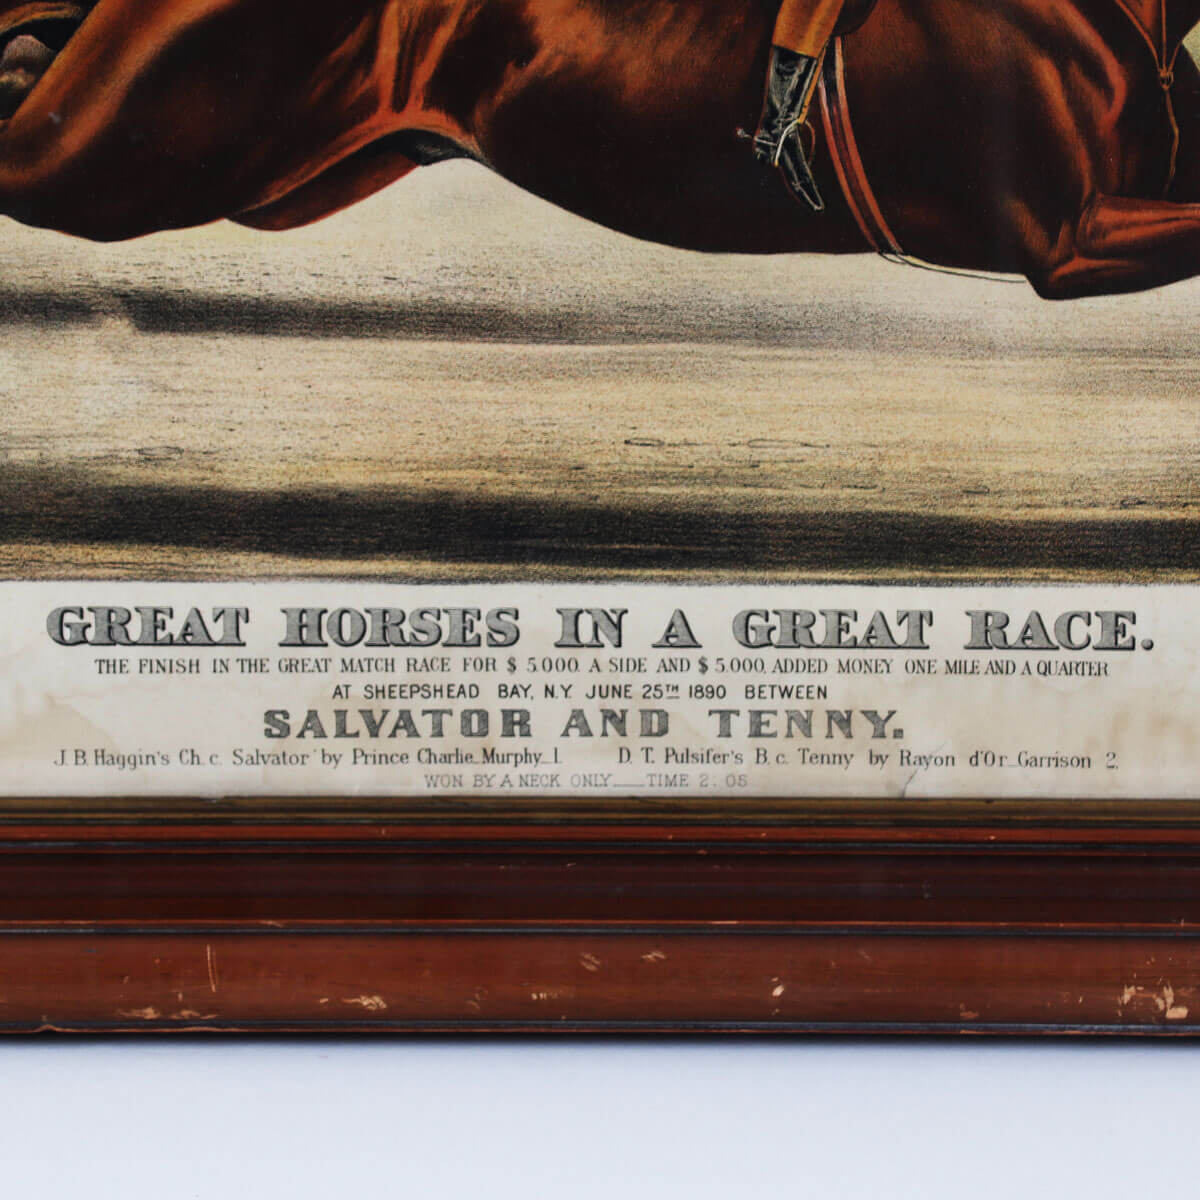 GREAT HORSES IN A GREAT RACE.
THE FINISH IN THE GREAT MATCH RACE FOR $ 5.000. A SIDE AND $ 5.000. ADDED MONEY ONE MILE AND A QUARTER
AT SHEEPSHEAD BAY, N.Y. JUNE 25TH 1890 BETWEEN
SALVATOR AND TENNY.
J. B. Haggin's Ch. c. Salvator by Prince Charlie_Murphy_1. D. T. Pulsifer's B. c. Tenny by Rayon d'Or_Garrison 2.
WON BY A NECK ONLY___TIME 2: 05